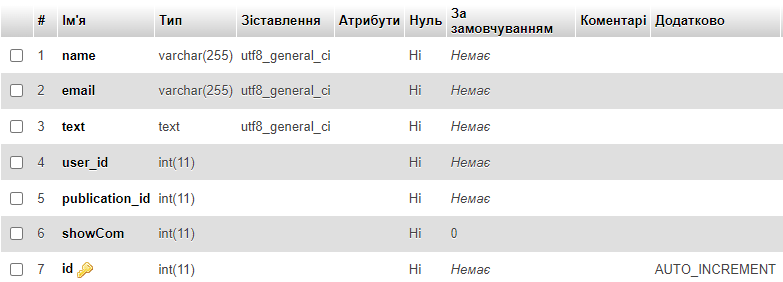 # Ім'я Тип Зіставлення Атрибути Нуль За замовчуванням Коментарі Додатково
1 name varchar(255) utf8_general_ci Ні Немає
2 email varchar(255) utf8_general_ci Ні Немає
3 text text utf8_general_ci Ні Немає
4 user_id int(11) Ні Немає
5 publication_id int(11) Ні Немає
6 showCom int(11) Ні 0
7 id int(11) Ні Немає AUTO_INCREMENT